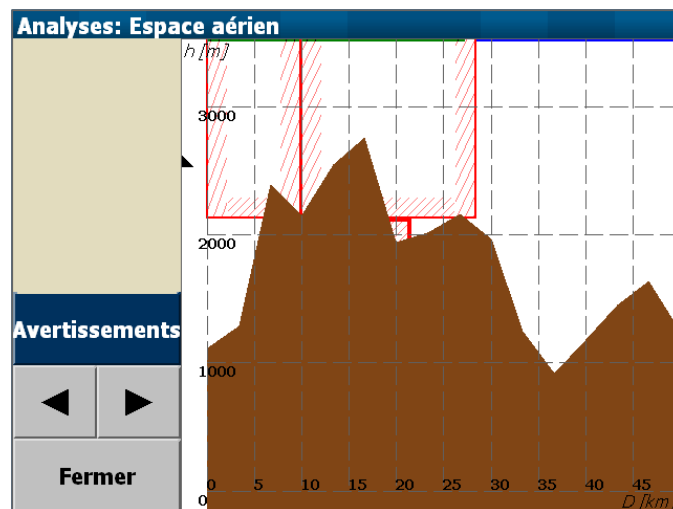 Analyses: Espace aérien
h [m]
3000
2000
1000
0
0 5 10 15 20 25 30 35 40 45
D [km
Avertissements
Fermer